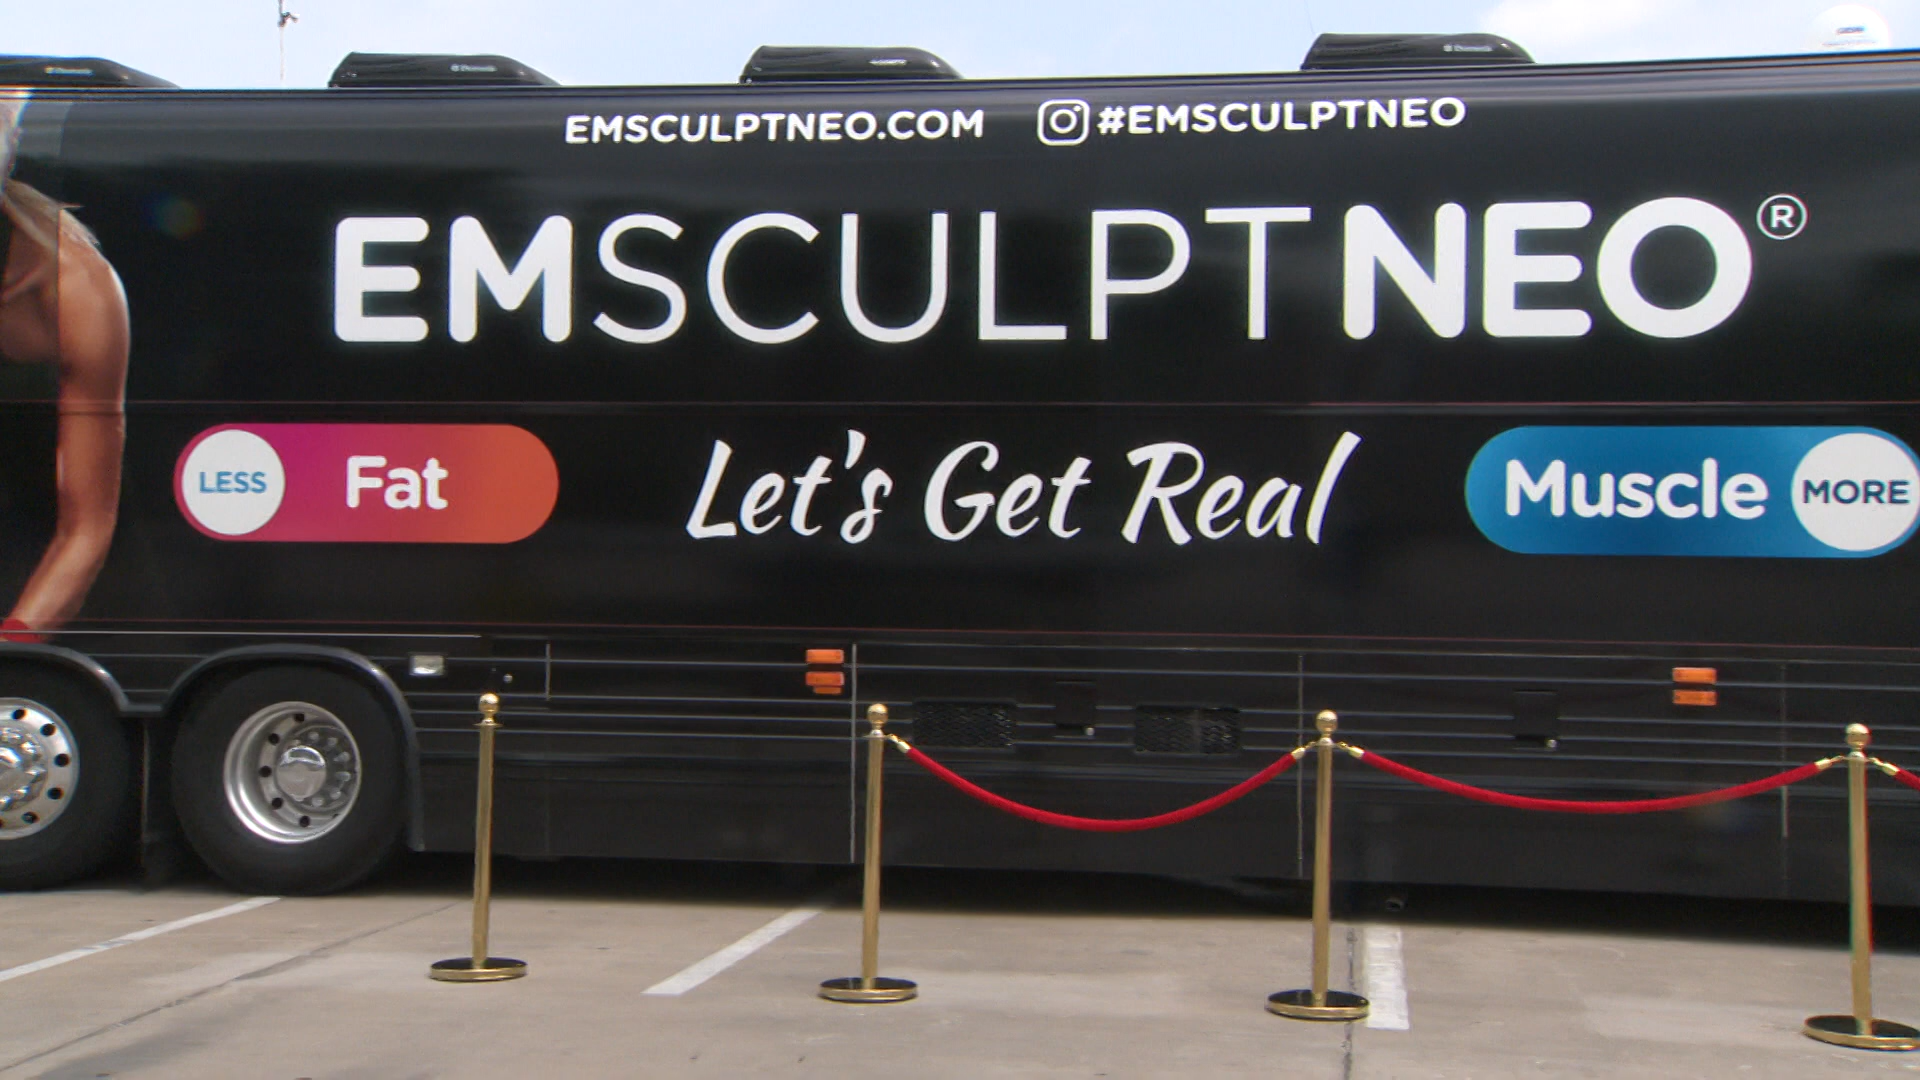 EMSCULPTNEO.COM #EMSCULPTNEO
EMSCULPTNEO®
LESS Fat
Let's Get Real
Muscle MORE